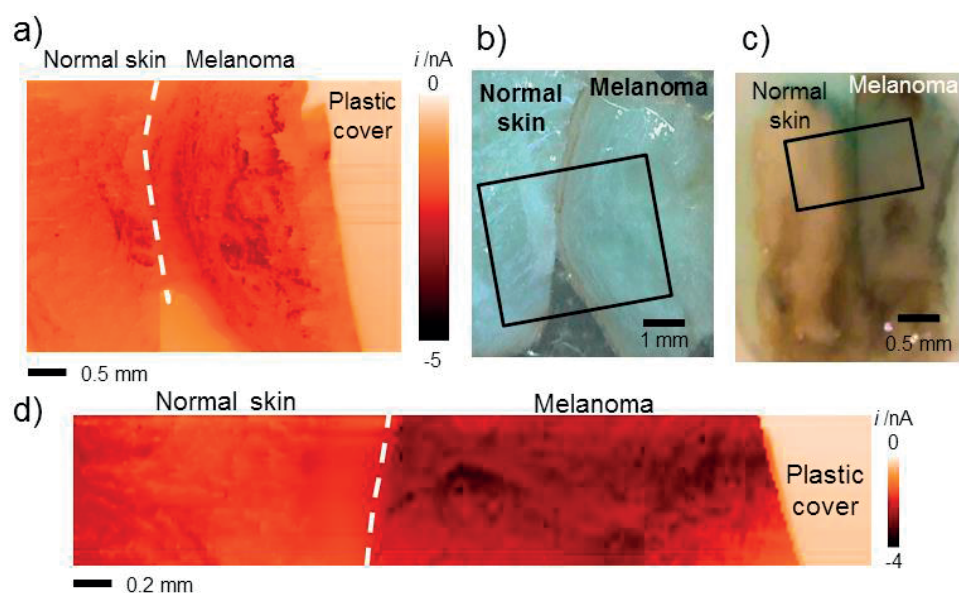 a)
Normal skin
Melanoma
i /nA
0
-5
Plastic
cover
0.5 mm
b)
Normal
skin
Melanoma
1 mm
c)
Normal
skin
Melanoma
0.5 mm
d)
Normal skin
Melanoma
i /nA
0
-4
Plastic
cover
0.2 mm